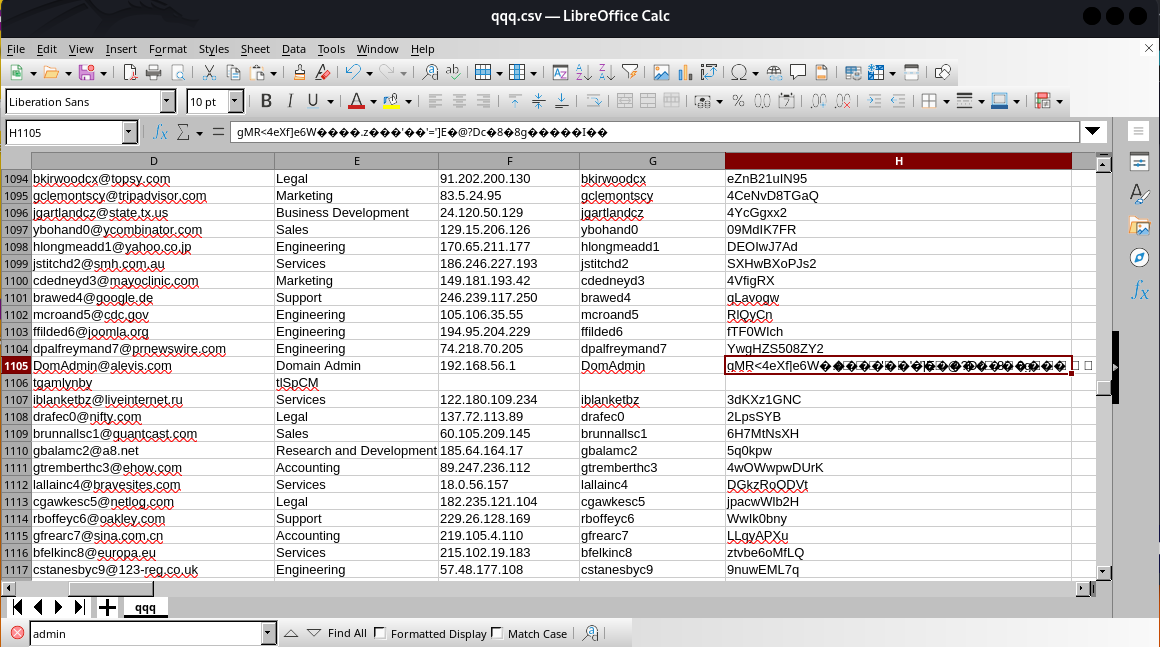 qqq.csv — LibreOffice Calc
File Edit View Insert Format Styles Sheet Data Tools Window Help
Liberation Sans 10 pt B I U A
H1105 fx Σ = gMR<4eXf]e6W����.z���'��'=']E�@?Dc�8�8g�����I��
D E F G H
1094 bkirwoodcx@topsy.com Legal 91.202.200.130 bkirwoodcx eZnB21uIN95
1095 gclemontscy@tripadvisor.com Marketing 83.5.24.95 gclemontscy 4CeNvD8TGaQ
1096 jgartlandcz@state.tx.us Business Development 24.120.50.129 jgartlandcz 4YcGgxx2
1097 ybohand0@ycombinator.com Sales 129.15.206.126 ybohand0 09MdIK7FR
1098 hlongmeadd1@yahoo.co.jp Engineering 170.65.211.177 hlongmeadd1 DEOIwJ7Ad
1099 jstitchd2@smh.com.au Services 186.246.227.193 jstitchd2 SXHwBXoPJs2
1100 cdedneyd3@mayoclinic.com Marketing 149.181.193.42 cdedneyd3 4VfigRX
1101 brawed4@google.de Support 246.239.117.250 brawed4 gLavogw
1102 mcroand5@cdc.gov Engineering 105.106.35.55 mcroand5 RlQyCn
1103 ffilded6@joomla.org Engineering 194.95.204.229 ffilded6 fTF0WIch
1104 dpalfreymand7@prnewswire.com Engineering 74.218.70.205 dpalfreymand7 YwgHZS508ZY2
1105 DomAdmin@alevis.com Domain Admin 192.168.56.1 DomAdmin gMR<4eXf]e6W
1106 tgamlynby tlSpCM
1107 iblanketbz@liveinternet.ru Services 122.180.109.234 iblanketbz 3dKXz1GNC
1108 drafec0@nifty.com Legal 137.72.113.89 drafec0 2LpsSYB
1109 brunnallsc1@quantcast.com Sales 60.105.209.145 brunnallsc1 6H7MtNsXH
1110 gbalamc2@a8.net Research and Development 185.64.164.17 gbalamc2 5q0kpw
1111 gtremberthc3@ehow.com Accounting 89.247.236.112 gtremberthc3 4wOWwpwDUrK
1112 lallainc4@bravesites.com Services 18.0.56.157 lallainc4 DGkzRoODVt
1113 cgawkesc5@netlog.com Legal 182.235.121.104 cgawkesc5 jpacwWlb2H
1114 rboffeyc6@oakley.com Support 229.26.128.169 rboffeyc6 WwIk0bny
1115 gfrearc7@sina.com.cn Accounting 219.105.4.110 gfrearc7 LLgyAPXu
1116 bfelkinc8@europa.eu Services 215.102.19.183 bfelkinc8 ztvbe6oMfLQ
1117 cstanesbyc9@123-reg.co.uk Engineering 57.48.177.108 cstanesbyc9 9nuwEML7q
qqq
admin Find All Formatted Display Match Case